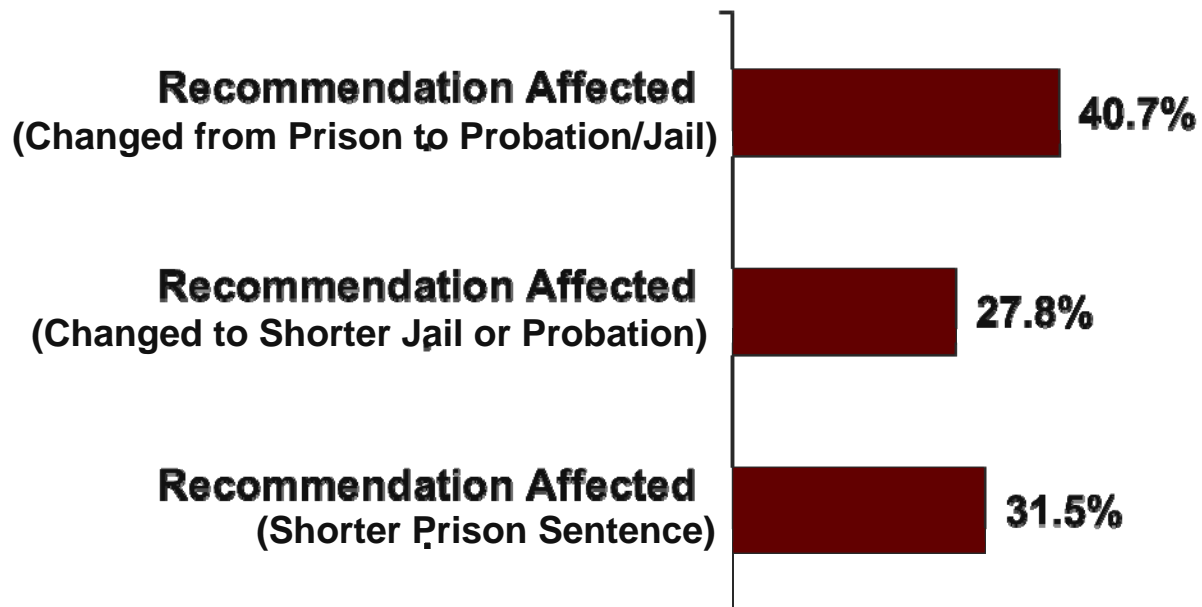 Recommendation Affected
(Changed from Prison to Probation/Jail)
40.7%
Recommendation Affected
(Changed to Shorter Jail or Probation)
27.8%
Recommendation Affected
(Shorter Prison Sentence)
31.5%